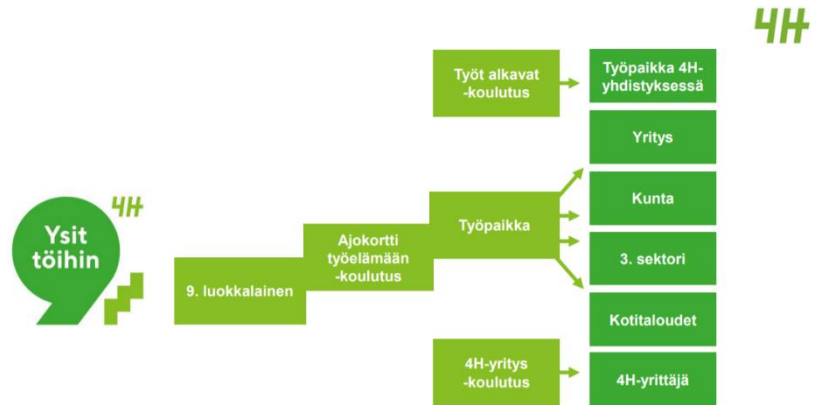 4H
Työt alkavat
-koulutus
Työpaikka 4H-
yhdistyksessä
Yritys
4H
Ysit
töihin
Kunta
Työpaikka
Ajokortti
työelämään
-koulutus
3. sektori
9. luokkalainen
Kotitaloudet
4H-yritys
-koulutus
4H-yrittäjä